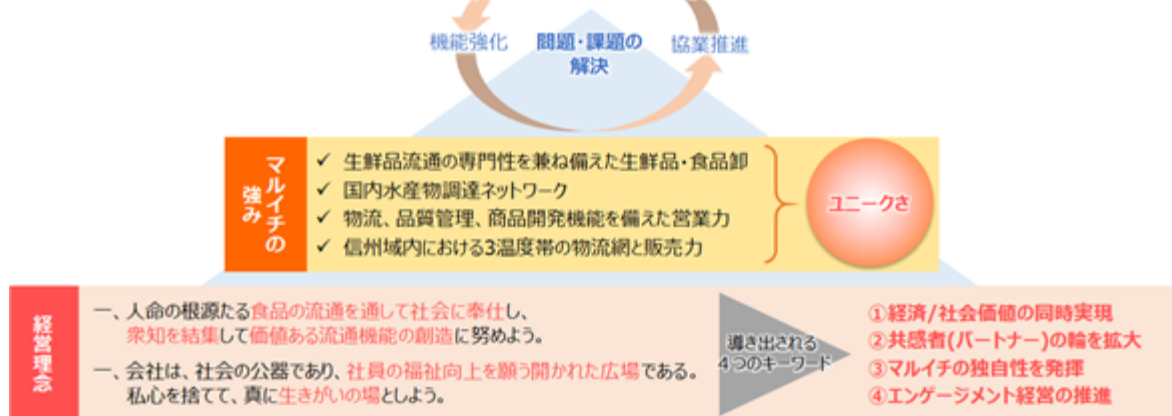 機能強化
問題・課題の
解決
協業推進
マルイチの
強み
✓ 生鮮品流通の専門性を兼ね備えた生鮮品・食品卸
✓ 国内水産物調達ネットワーク
✓ 物流、品質管理、商品開発機能を備えた営業力
✓ 信州域内における3温度帯の物流網と販売力
ユニークさ
経営理念
一、人命の根源たる食品の流通を通して社会に奉仕し、
衆知を結集して価値ある流通機能の創造に努めよう。
一、会社は、社会の公器であり、社員の福祉向上を願う開かれた広場である。
私心を捨てて、真に生きがいの場としよう。
導き出される
4つのキーワード
①経済/社会価値の同時実現
②共感者(パートナー)の輪を拡大
③マルイチの独自性を発揮
④エンゲージメント経営の推進